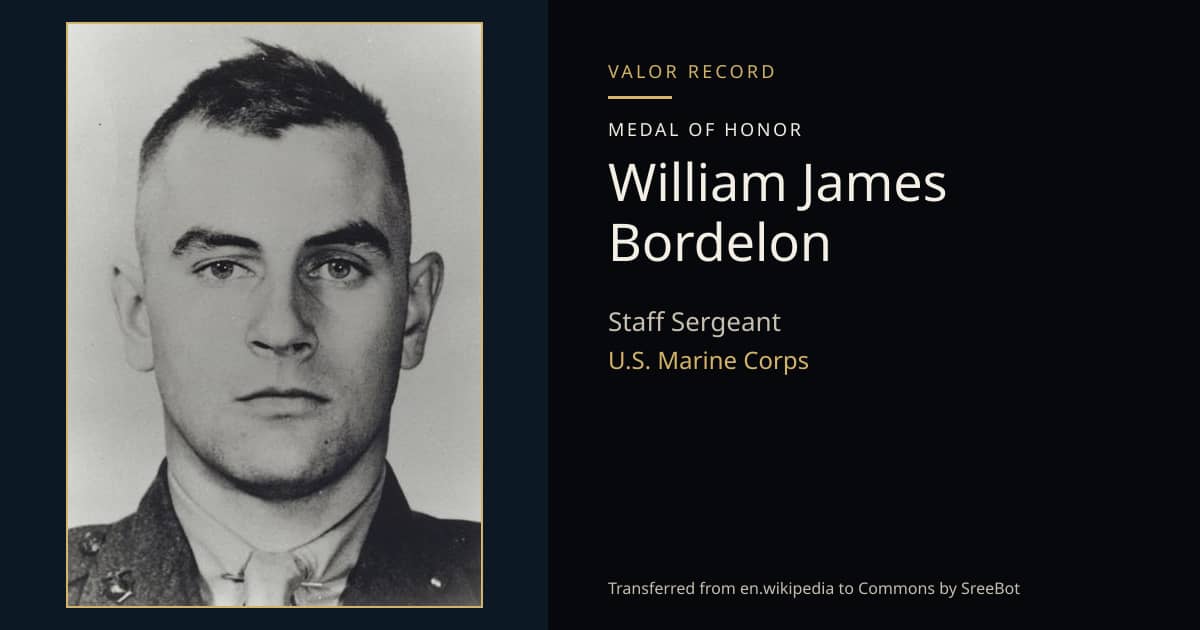 VALOR RECORD
MEDAL OF HONOR
William James
Bordelon
Staff Sergeant
U.S. Marine Corps
Transferred from en.wikipedia to Commons by SreeBot